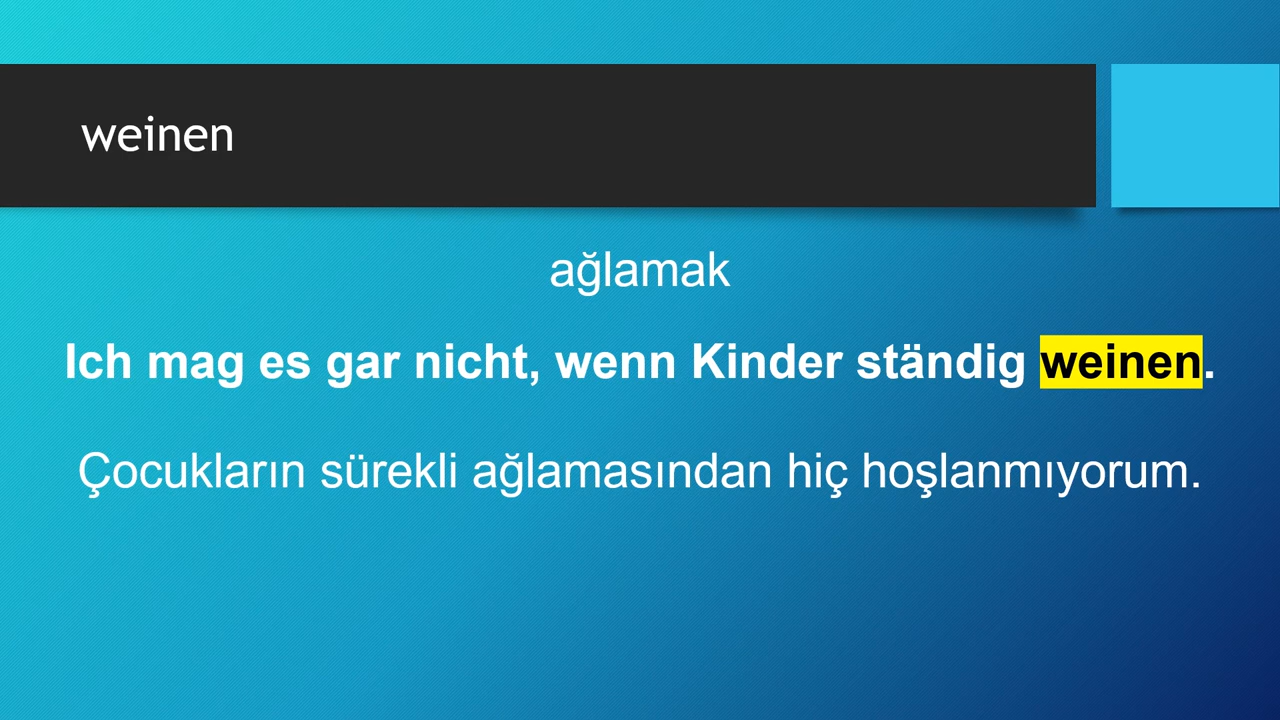 weinen
ağlamak
Ich mag es gar nicht, wenn Kinder ständig weinen.
Çocukların sürekli ağlamasından hiç hoşlanmıyorum.